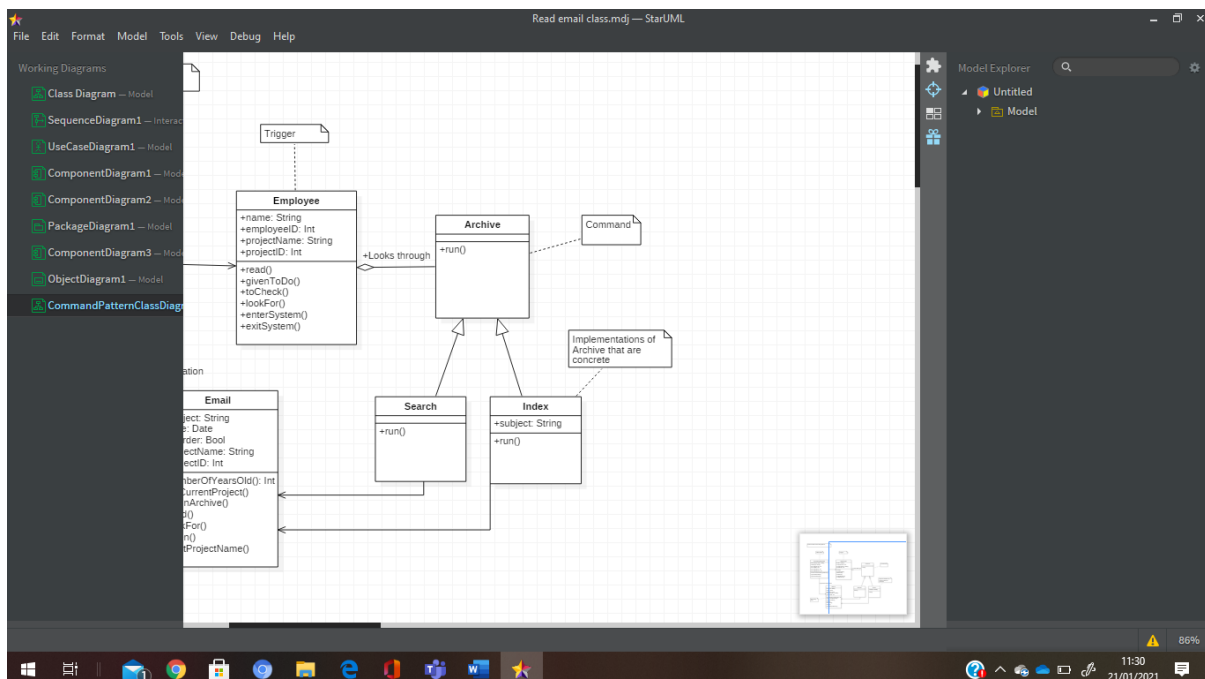 Read email class.mdj — StarUML
File Edit Format Model Tools View Debug Help
Working Diagrams
Class Diagram — Model
SequenceDiagram1 — Interac
UseCaseDiagram1 — Model
ComponentDiagram1 — Mode
ComponentDiagram2 — Mode
PackageDiagram1 — Model
ComponentDiagram3 — Mode
ObjectDiagram1 — Model
CommandPatternClassDiagr
Trigger
Employee
+name: String
+employeeID: Int
+projectName: String
+projectID: Int
+read()
+givenToDo()
+toCheck()
+lookFor()
+enterSystem()
+exitSystem()
+Looks through
Archive
+run()
Command
Implementations of
Archive that are
concrete
ation
Email
ject: String
e: Date
rder: Bool
ectName: String
ectID: Int
nberOfYearsOld(): Int
CurrentProject()
nArchive()
d()
kFor()
n()
tProjectName()
Search
+run()
Index
+subject: String
+run()
Model Explorer
Untitled
Model
86%
11:30
21/01/2021